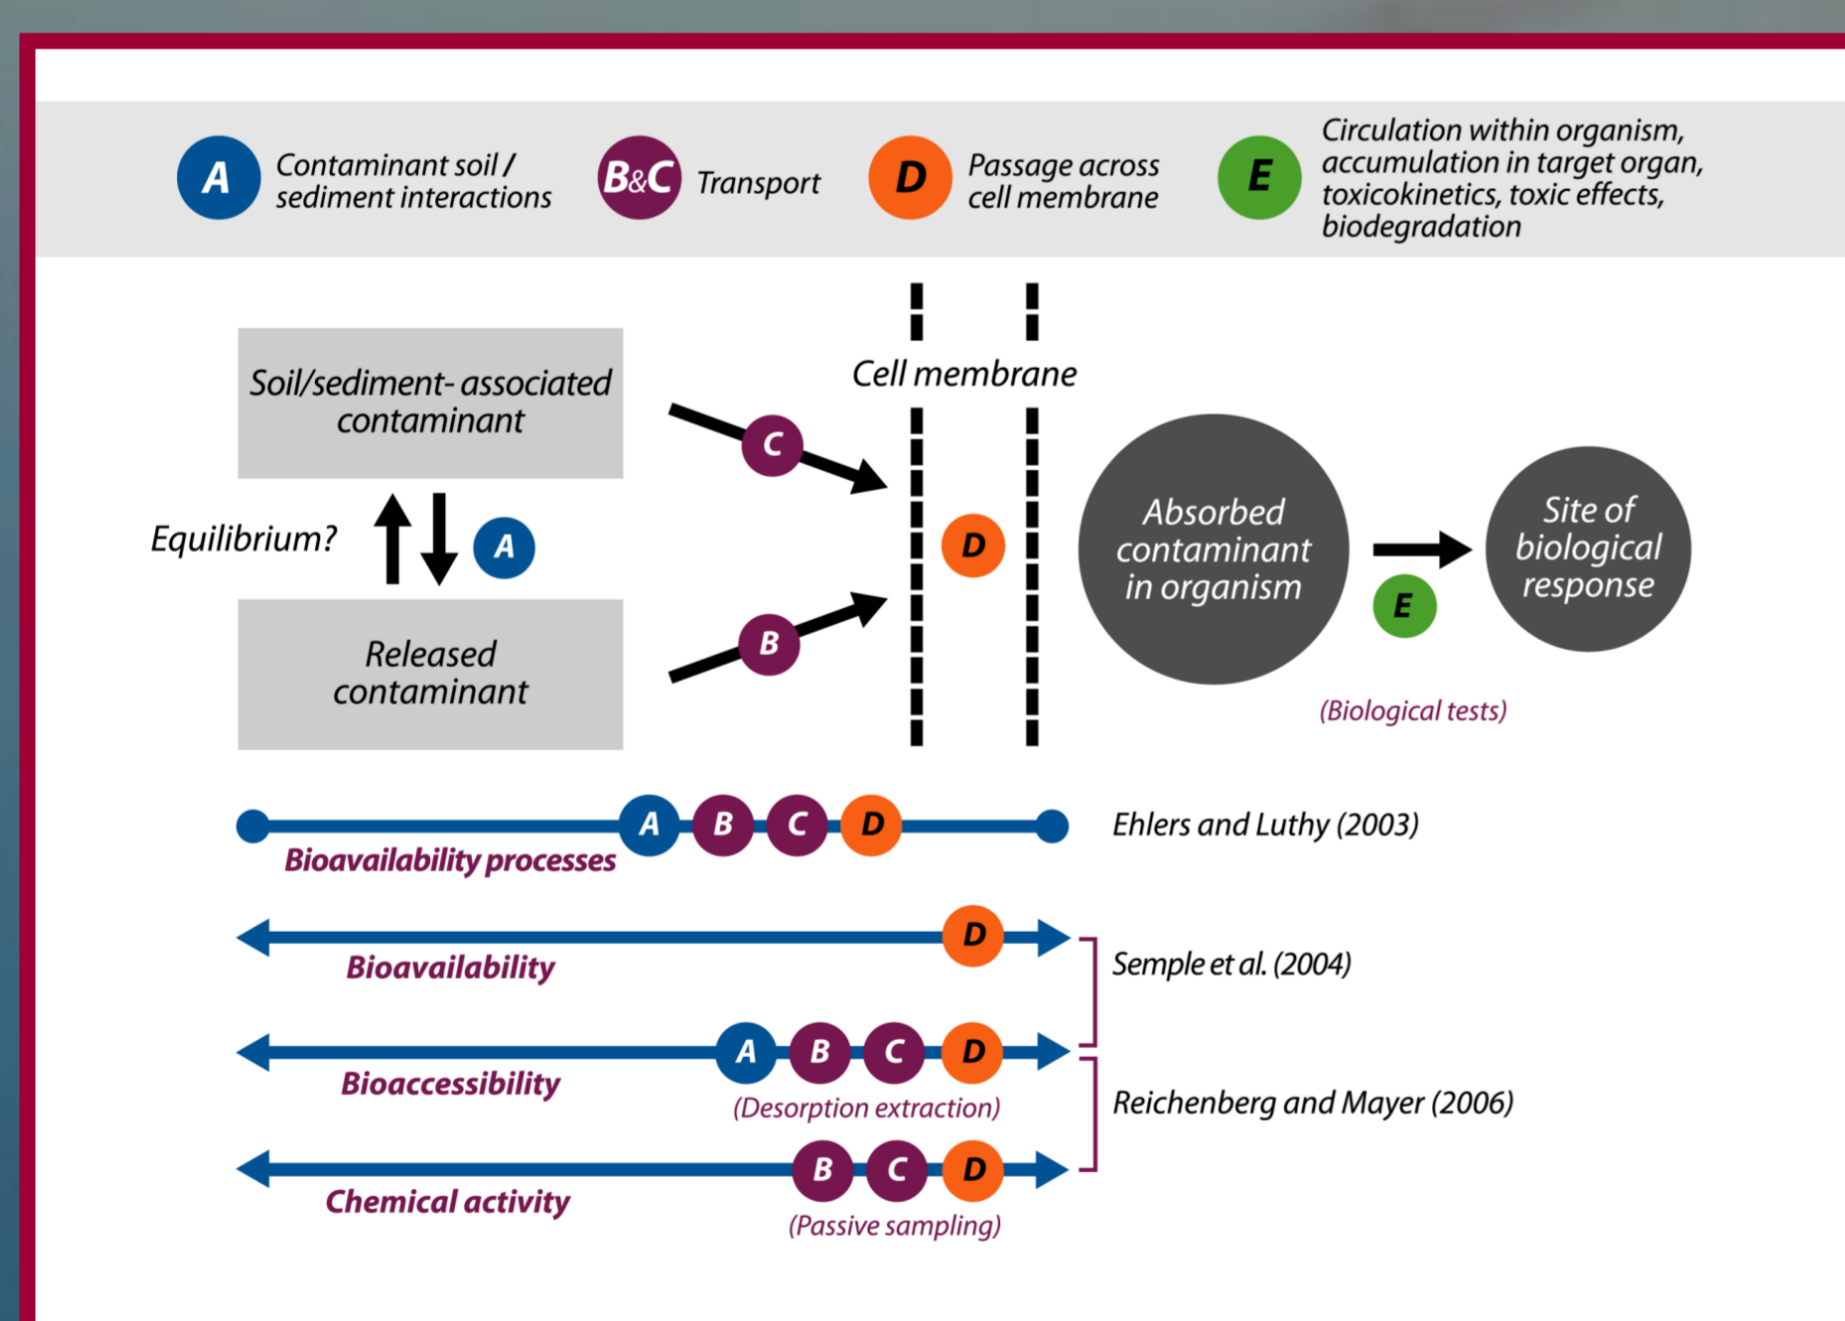 A
Contaminant soil /
sediment interactions
B&C
Transport
D
Passage across
cell membrane
E
Circulation within organism,
accumulation in target organ,
toxicokinetics, toxic effects,
biodegradation
Soil/sediment- associated
contaminant
Equilibrium?
A
Released
contaminant
C
B
Cell membrane
D
Absorbed
contaminant
in organism
E
Site of
biological
response
(Biological tests)
A B C D
Bioavailability processes
Ehlers and Luthy (2003)
D
Bioavailability
Semple et al. (2004)
A B C D
Bioaccessibility
(Desorption extraction)
Reichenberg and Mayer (2006)
B C D
Chemical activity
(Passive sampling)